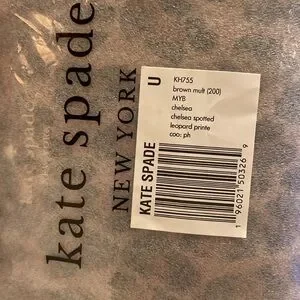 kate spade
NEW YORK
KATE SPADE
U
KH755
brown mult (200)
MYB
chelsea
chelsea spotted
leopard printe
coo: ph
1 96021 50326 9